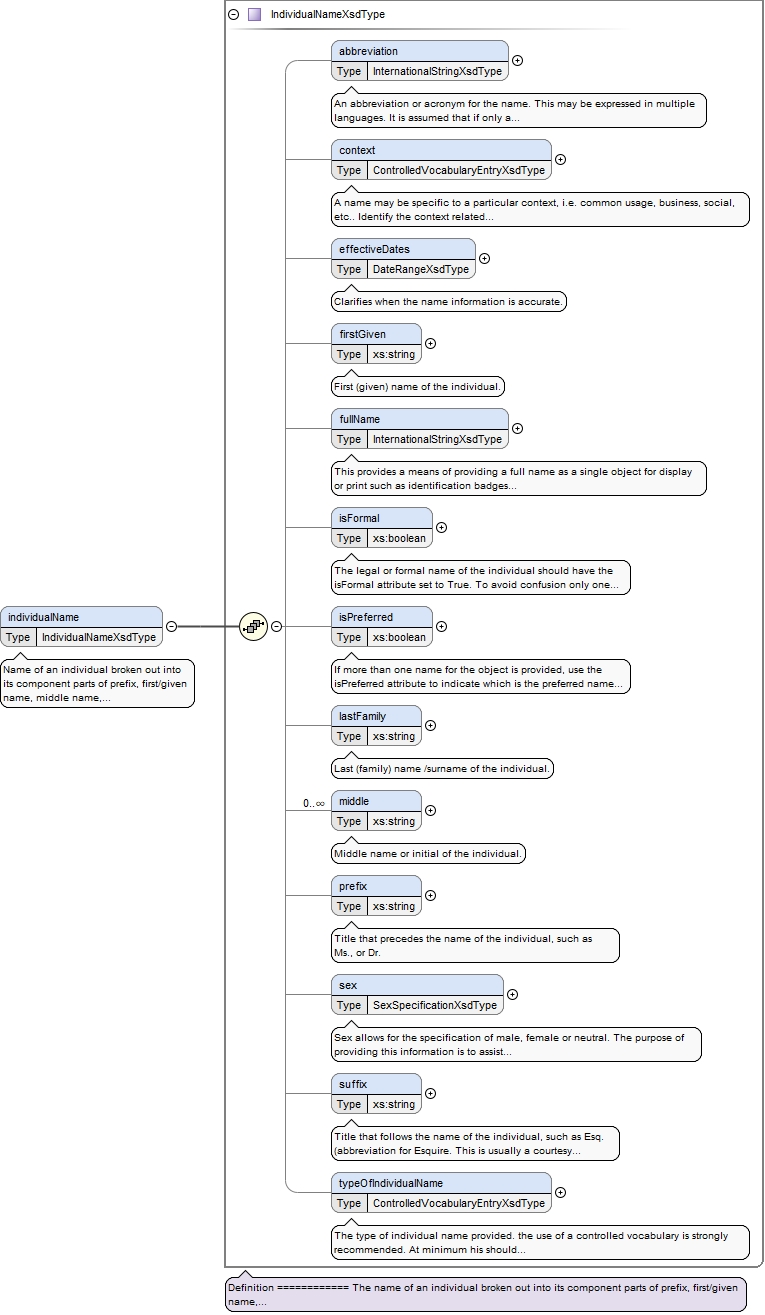 IndividualNameXsdType
abbreviation
Type InternationalStringXsdType
An abbreviation or acronym for the name. This may be expressed in multiple
languages. It is assumed that if only a...
context
Type ControlledVocabularyEntryXsdType
A name may be specific to a particular context, i.e. common usage, business, social,
etc.. Identify the context related...
effectiveDates
Type DateRangeXsdType
Clarifies when the name information is accurate.
firstGiven
Type xs:string
First (given) name of the individual.
fullName
Type InternationalStringXsdType
This provides a means of providing a full name as a single object for display
or print such as identification badges...
isFormal
Type xs:boolean
The legal or formal name of the individual should have the
isFormal attribute set to True. To avoid confusion only one...
individualName
Type IndividualNameXsdType
Name of an individual broken out into
its component parts of prefix, first/given
name, middle name,...
isPreferred
Type xs:boolean
If more than one name for the object is provided, use the
isPreferred attribute to indicate which is the preferred name...
lastFamily
Type xs:string
Last (family) name /surname of the individual.
0..∞
middle
Type xs:string
Middle name or initial of the individual.
prefix
Type xs:string
Title that precedes the name of the individual, such as
Ms., or Dr.
sex
Type SexSpecificationXsdType
Sex allows for the specification of male, female or neutral. The purpose of
providing this information is to assist...
suffix
Type xs:string
Title that follows the name of the individual, such as Esq.
(abbreviation for Esquire. This is usually a courtesy...
typeOfIndividualName
Type ControlledVocabularyEntryXsdType
The type of individual name provided. the use of a controlled vocabulary is strongly
recommended. At minimum his should...
Definition ============ The name of an individual broken out into its component parts of prefix, first/given
name,...